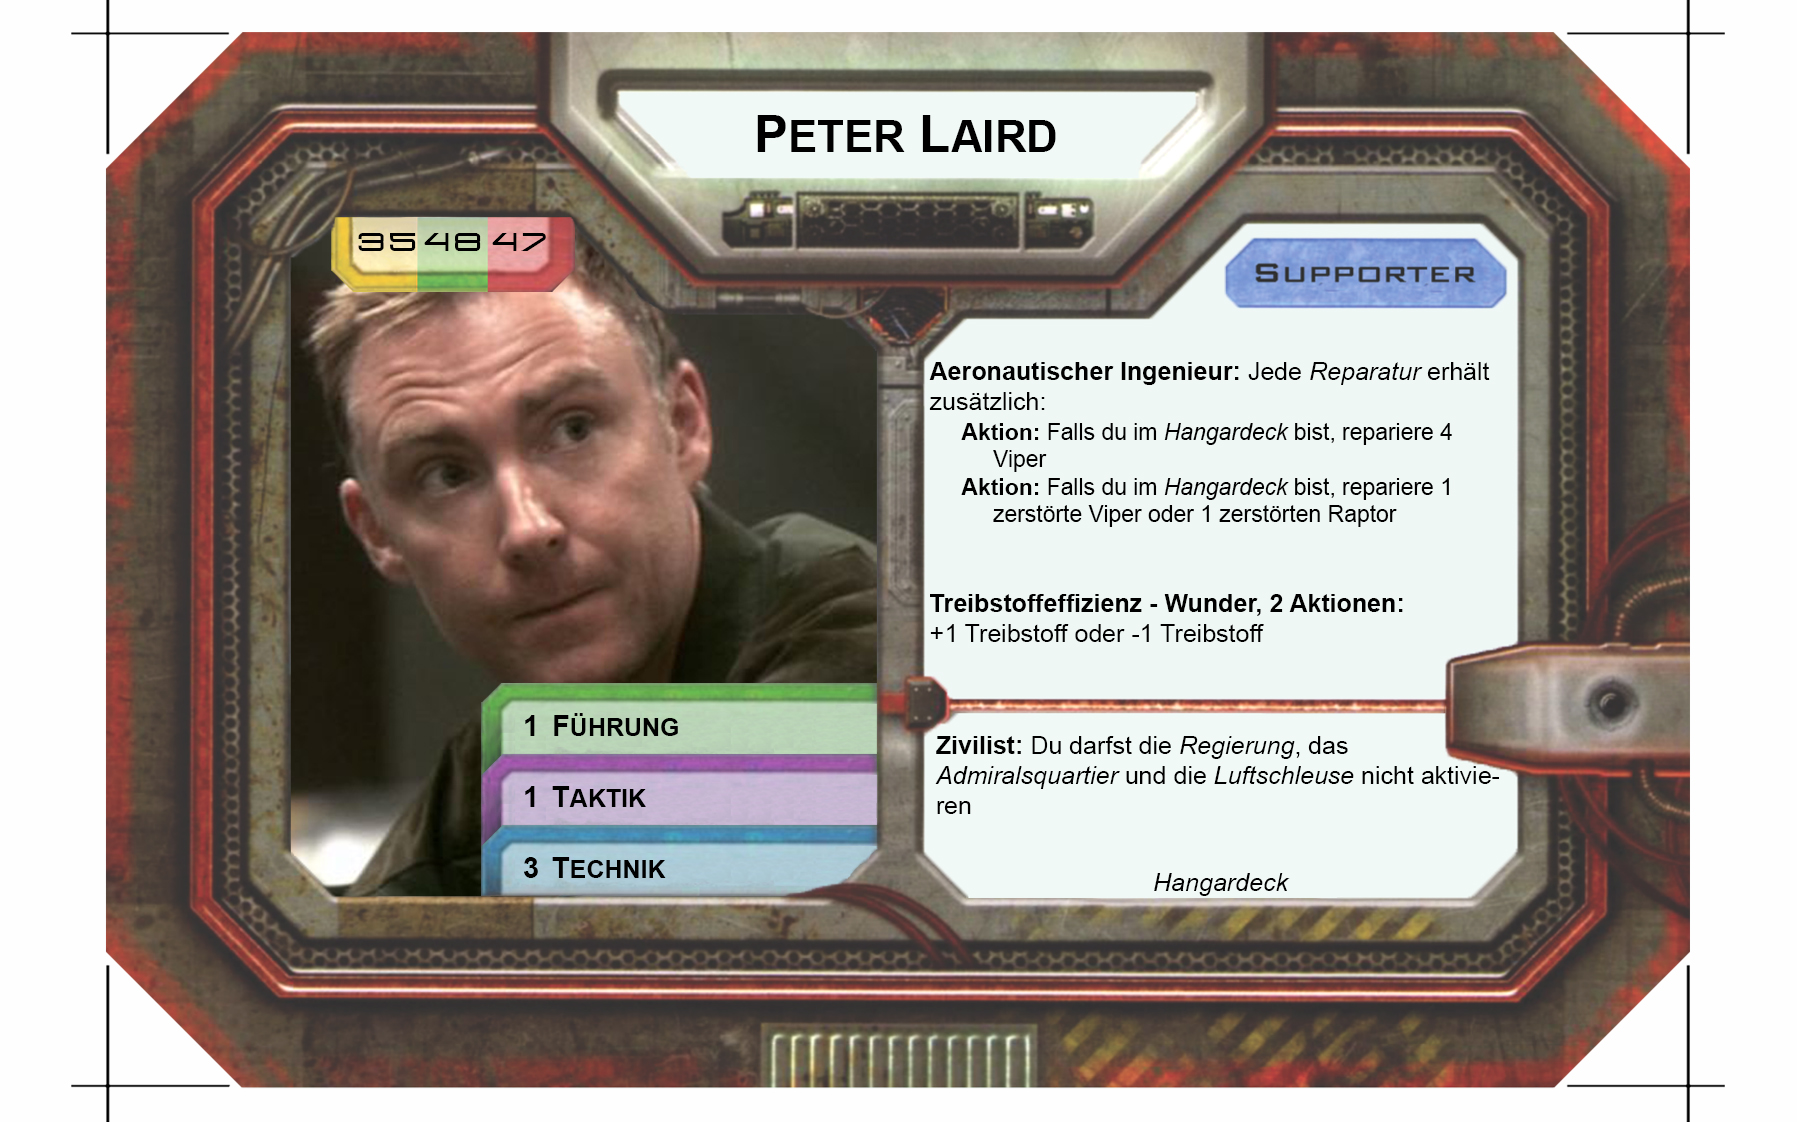 PETER LAIRD
35 48 47
SUPPORTER
Aeronautischer Ingenieur: Jede Reparatur erhält
zusätzlich:
Aktion: Falls du im Hangardeck bist, repariere 4
Viper
Aktion: Falls du im Hangardeck bist, repariere 1
zerstörte Viper oder 1 zerstörten Raptor
Treibstoffeffizienz - Wunder, 2 Aktionen:
+1 Treibstoff oder -1 Treibstoff
1 FÜHRUNG
1 TAKTIK
3 TECHNIK
Zivilist: Du darfst die Regierung, das
Admiralsquartier und die Luftschleuse nicht aktivie-
ren
Hangardeck